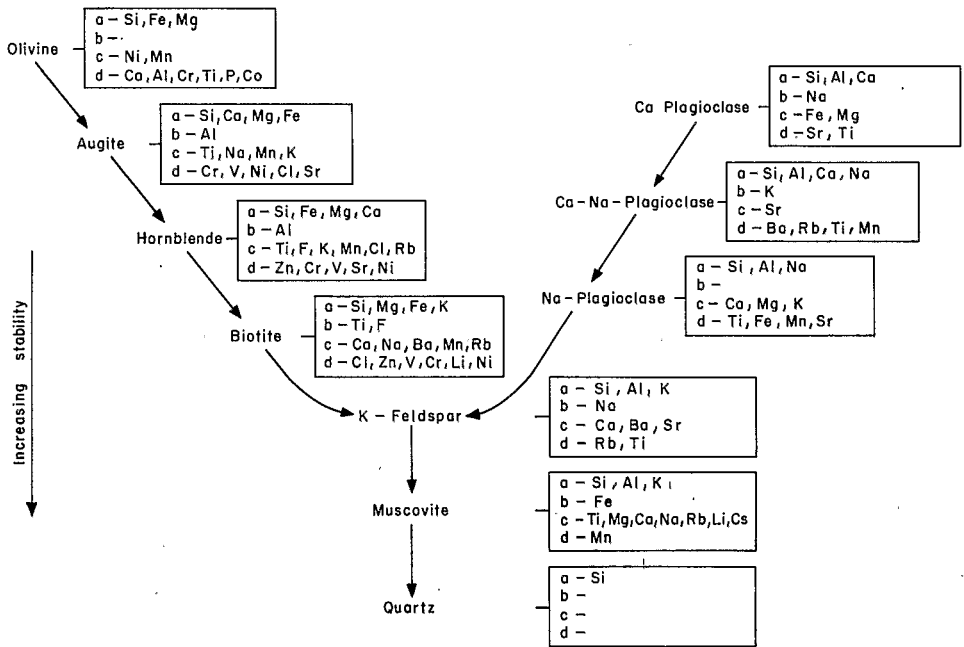 Olivine
a – Si, Fe, Mg
b –
c – Ni, Mn
d – Ca, Al, Cr, Ti, P, Co
Augite
a – Si, Ca, Mg, Fe
b – Al
c – Ti, Na, Mn, K
d – Cr, V, Ni, Cl, Sr
Hornblende
a – Si, Fe, Mg, Ca
b – Al
c – Ti, F, K, Mn, Cl, Rb
d – Zn, Cr, V, Sr, Ni
Biotite
a – Si, Mg, Fe, K
b – Ti, F
c – Ca, Na, Ba, Mn, Rb
d – Cl, Zn, V, Cr, Li, Ni
Ca Plagioclase
a – Si, Al, Ca
b – Na
c – Fe, Mg
d – Sr, Ti
Ca-Na-Plagioclase
a – Si, Al, Ca, Na
b – K
c – Sr
d – Ba, Rb, Ti, Mn
Na-Plagioclase
a – Si, Al, Na
b –
c – Ca, Mg, K
d – Ti, Fe, Mn, Sr
K – Feldspar
a – Si, Al, K
b – Na
c – Ca, Ba, Sr
d – Rb, Ti
Muscovite
a – Si, Al, K
b – Fe
c – Ti, Mg, Ca, Na, Rb, Li, Cs
d – Mn
Quartz
a – Si
b –
c –
d –
Increasing stability